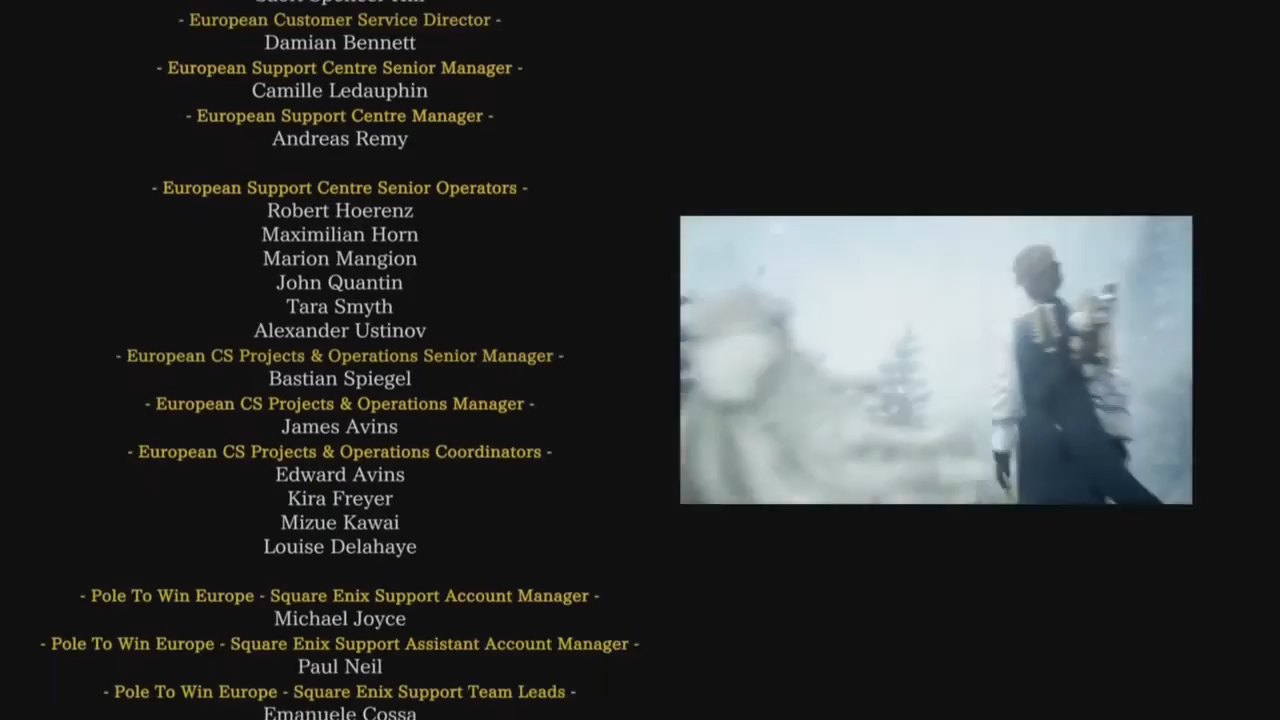 - European Customer Service Director -
Damian Bennett
- European Support Centre Senior Manager -
Camille Ledauphin
- European Support Centre Manager -
Andreas Remy
- European Support Centre Senior Operators -
Robert Hoerenz
Maximilian Horn
Marion Mangion
John Quantin
Tara Smyth
Alexander Ustinov
- European CS Projects & Operations Senior Manager -
Bastian Spiegel
- European CS Projects & Operations Manager -
James Avins
- European CS Projects & Operations Coordinators -
Edward Avins
Kira Freyer
Mizue Kawai
Louise Delahaye
- Pole To Win Europe - Square Enix Support Account Manager -
Michael Joyce
- Pole To Win Europe - Square Enix Support Assistant Account Manager -
Paul Neil
- Pole To Win Europe - Square Enix Support Team Leads -
Emanuele Cossa